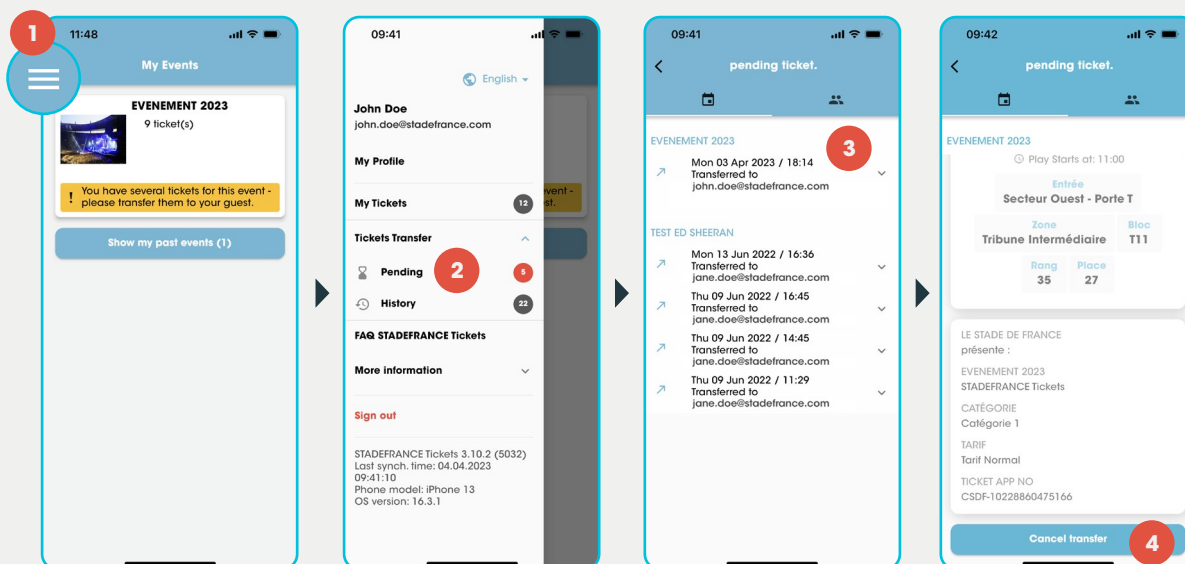 1
11:48
My Events
EVENEMENT 2023
9 ticket(s)
! You have several tickets for this event -
please transfer them to your guest.
Show my past events (1)
09:41
English
John Doe
john.doe@stadefrance.com
My Profile
My Tickets 12
Tickets Transfer
Pending 2 5
History 22
FAQ STADEFRANCE Tickets
More information
Sign out
STADEFRANCE Tickets 3.10.2 (5032)
Last synch. time: 04.04.2023
09:41:10
Phone model: iPhone 13
OS version: 16.3.1
event -
st.
09:41
pending ticket.
EVENEMENT 2023
3
Mon 03 Apr 2023 / 18:14
Transferred to
john.doe@stadefrance.com
TEST ED SHEERAN
Mon 13 Jun 2022 / 16:36
Transferred to
jane.doe@stadefrance.com
Thu 09 Jun 2022 / 16:45
Transferred to
jane.doe@stadefrance.com
Thu 09 Jun 2022 / 14:45
Transferred to
jane.doe@stadefrance.com
Thu 09 Jun 2022 / 11:29
Transferred to
jane.doe@stadefrance.com
09:42
pending ticket.
EVENEMENT 2023
Play Starts at: 11:00
Entrée
Secteur Ouest - Porte T
Zone Bloc
Tribune Intermédiaire T11
Rang Place
35 27
LE STADE DE FRANCE
présente :
EVENEMENT 2023
STADEFRANCE Tickets
CATÉGORIE
Catégorie 1
TARIF
Tarif Normal
TICKET APP NO
CSDF-10228860475166
Cancel transfer
4